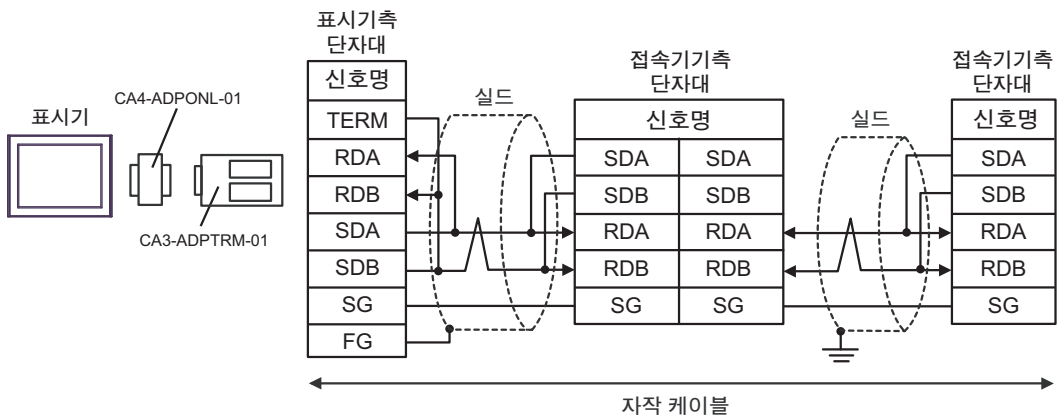 표시기
CA4-ADPONL-01
CA3-ADPTRM-01
표시기측
단자대
신호명
TERM
RDA
RDB
SDA
SDB
SG
FG
실드
접속기기측
단자대
신호명
SDA SDA
SDB SDB
RDA RDA
RDB RDB
SG SG
실드
접속기기측
단자대
신호명
SDA
SDB
RDA
RDB
SG
자작 케이블